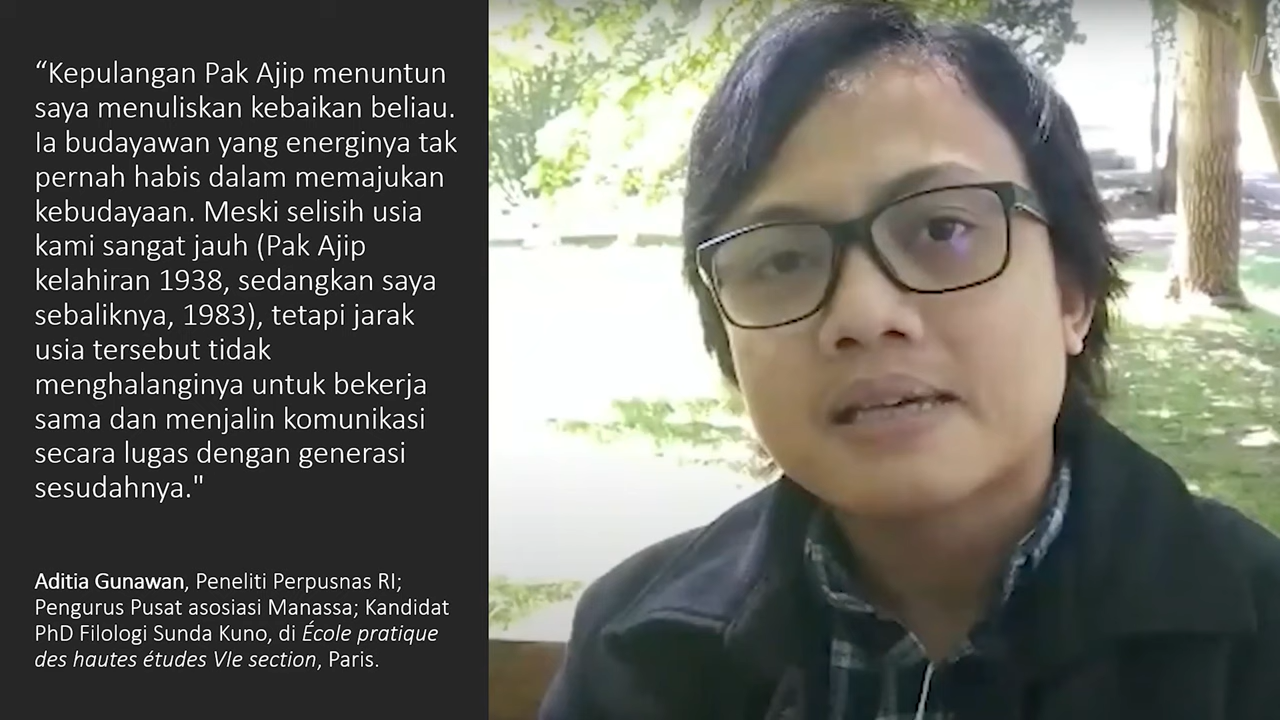 “Kepulangan Pak Ajip menuntun
saya menuliskan kebaikan beliau.
Ia budayawan yang energinya tak
pernah habis dalam memajukan
kebudayaan. Meski selisih usia
kami sangat jauh (Pak Ajip
kelahiran 1938, sedangkan saya
sebaliknya, 1983), tetapi jarak
usia tersebut tidak
menghalanginya untuk bekerja
sama dan menjalin komunikasi
secara lugas dengan generasi
sesudahnya."
Aditia Gunawan, Peneliti Perpusnas RI;
Pengurus Pusat asosiasi Manassa; Kandidat
PhD Filologi Sunda Kuno, di École pratique
des hautes études VIe section, Paris.